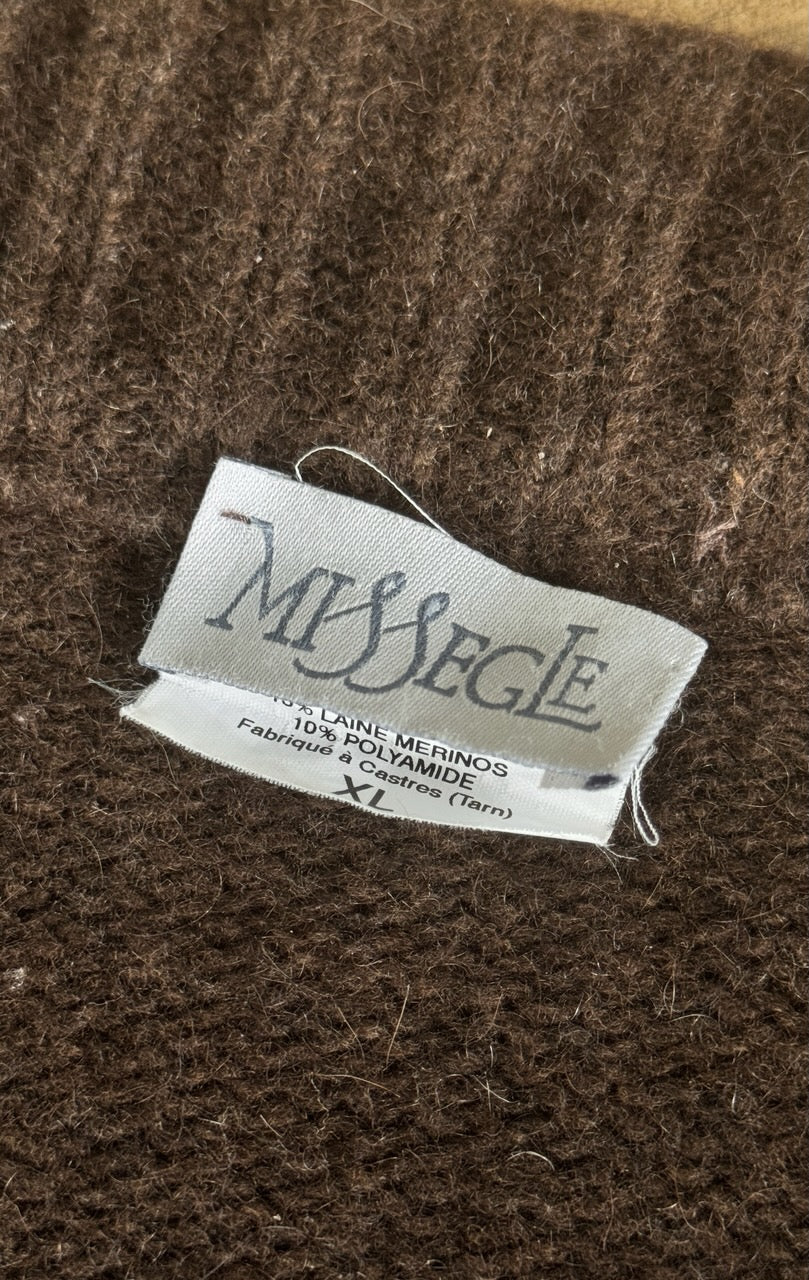 MISSEGLE
LAINE MERINOS
10% POLYAMIDE
Fabriqué à Castres (Tarn)
XL